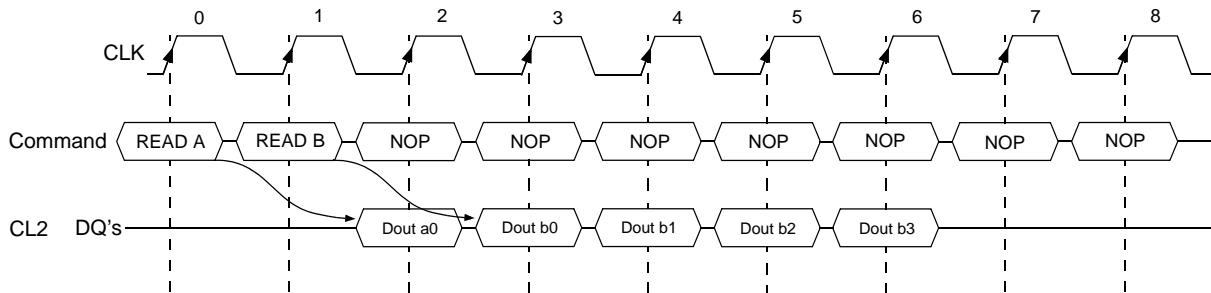 0 1 2 3 4 5 6 7 8
CLK
Command READ A READ B NOP NOP NOP NOP NOP NOP NOP
CL2 DQ's Dout a0 Dout b0 Dout b1 Dout b2 Dout b3